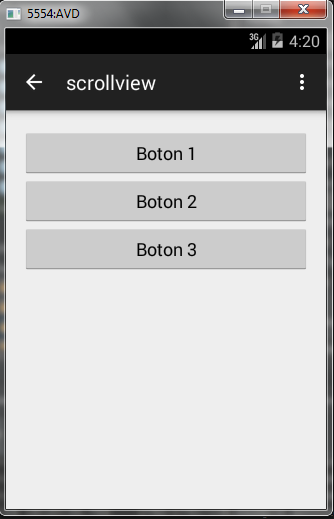 5554:AVD
3G 4:20
scrollview
Boton 1
Boton 2
Boton 3